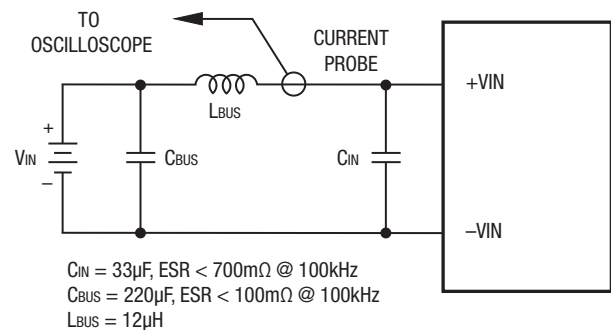 TO
OSCILLOSCOPE
CURRENT
PROBE
LBUS
+VIN
+
VIN
−
CBUS
CIN
−VIN
CIN = 33µF, ESR < 700mΩ @ 100kHz
CBUS = 220µF, ESR < 100mΩ @ 100kHz
LBUS = 12µH